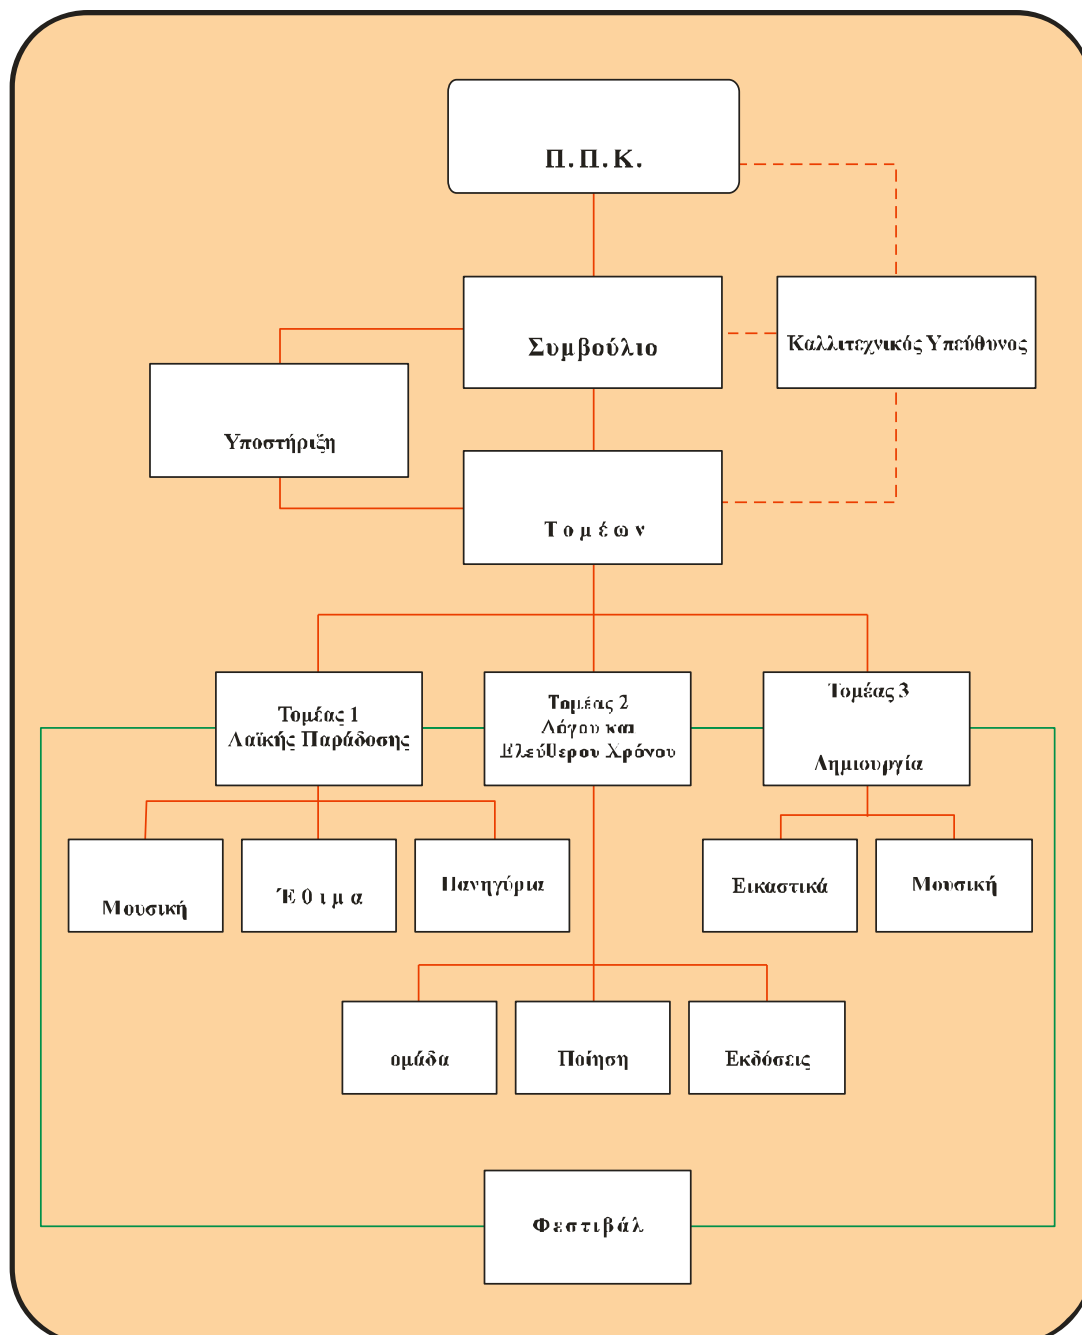 Π.Π.Κ.
Συμβούλιο
Καλλιτεχνικός Υπεύθυνος
Υποστήριξη
Τομέων
Τομέας 1
Λαϊκής Παράδοσης
Τομέας 2
Λόγου και
Ελεύθερου Χρόνου
Τομέας 3
Δημιουργία
Μουσική
Έθιμα
Πανηγύρια
Εικαστικά
Μουσική
ομάδα
Ποίηση
Εκδόσεις
Φεστιβάλ